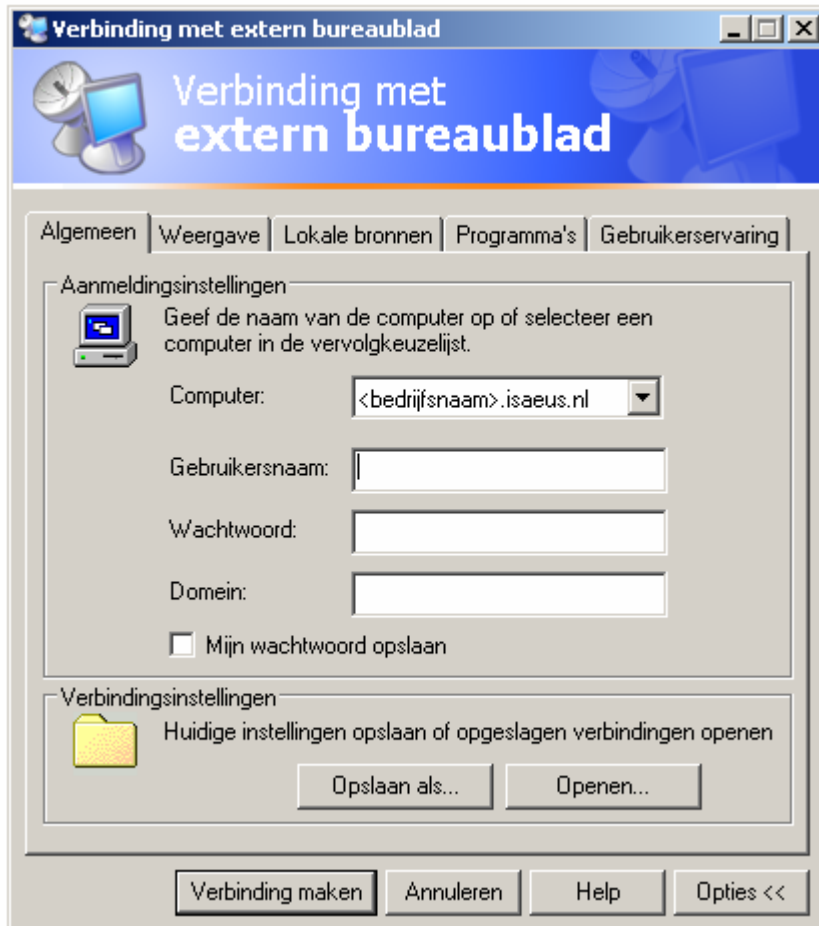 Verbinding met extern bureaublad
Verbinding met
extern bureaublad
Algemeen Weergave Lokale bronnen Programma's Gebruikerservaring
Aanmeldingsinstellingen
Geef de naam van de computer op of selecteer een
computer in de vervolgkeuzelijst.
Computer: <bedrijfsnaam>.isaeus.nl
Gebruikersnaam:
Wachtwoord:
Domein:
Mijn wachtwoord opslaan
Verbindingsinstellingen
Huidige instellingen opslaan of opgeslagen verbindingen openen
Opslaan als... Openen...
Verbinding maken Annuleren Help Opties <<